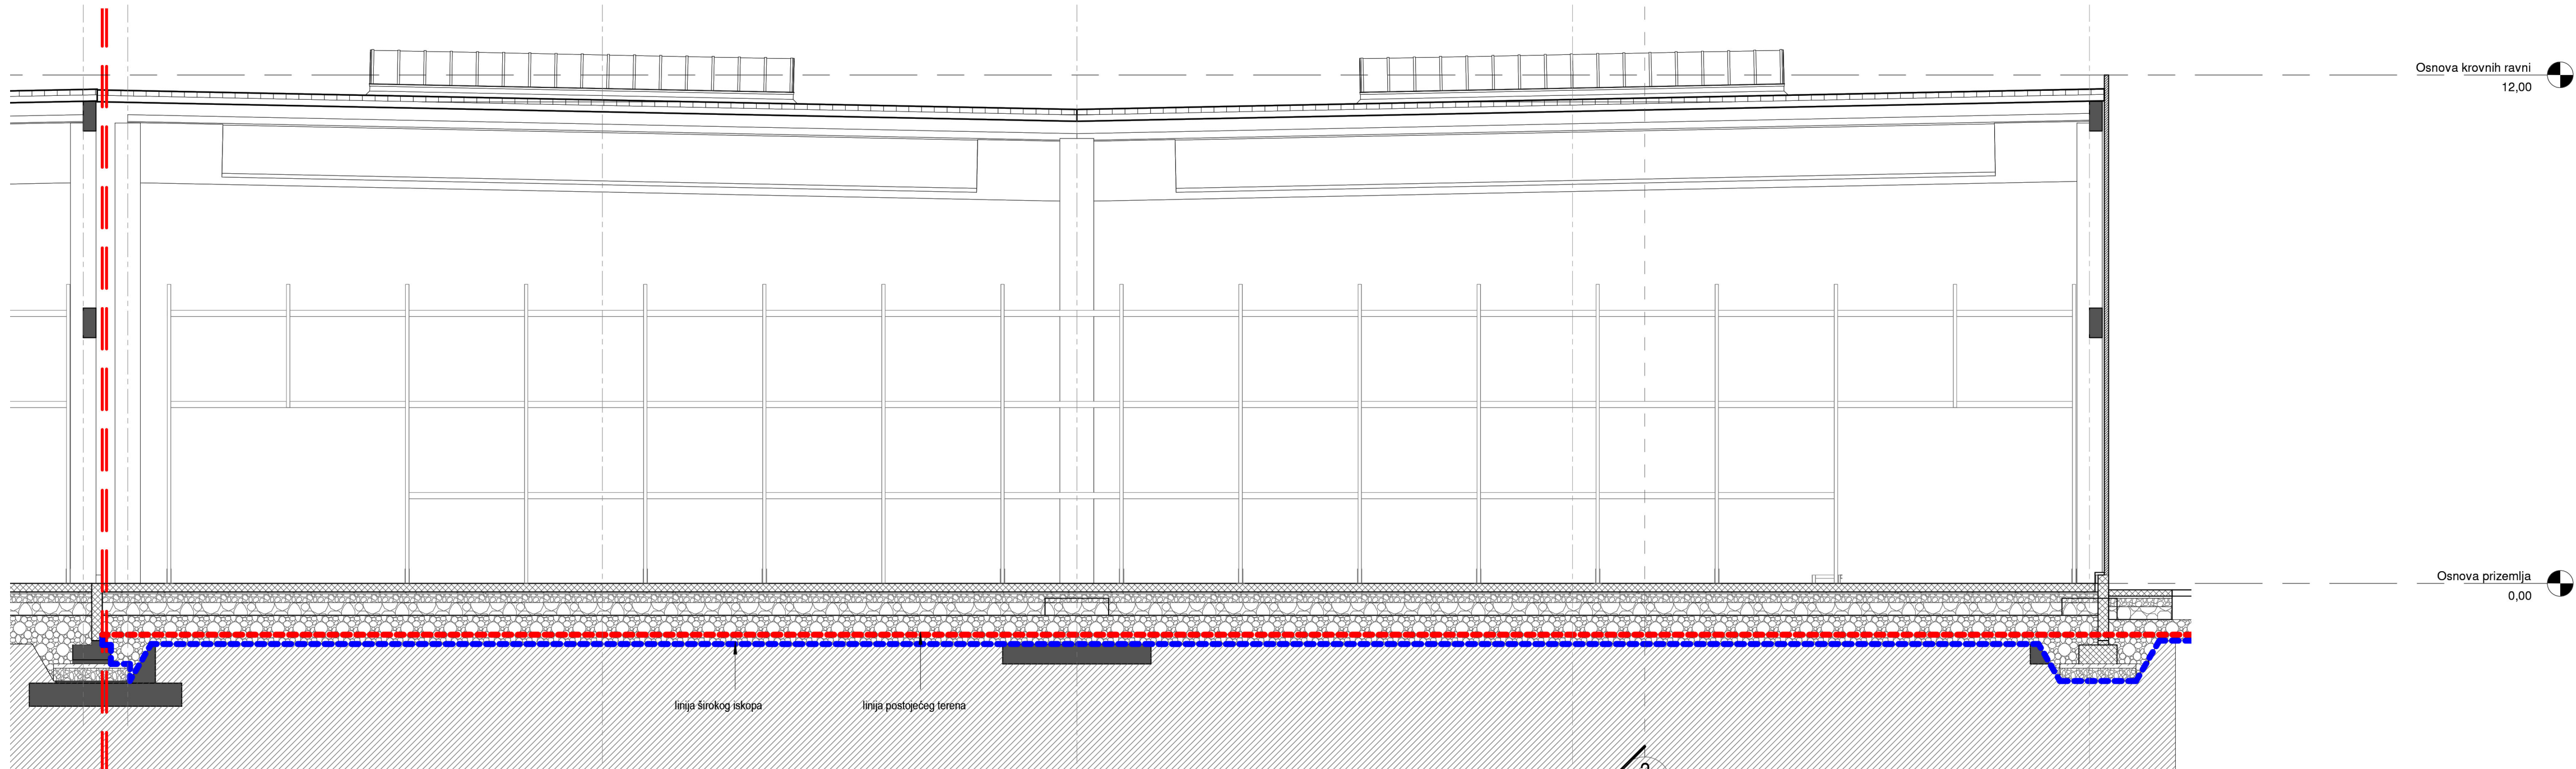 Osnova krovnih ravni
12,00
Osnova prizemlja
0,00
linija širokog iskopa
linija postojećeg terena